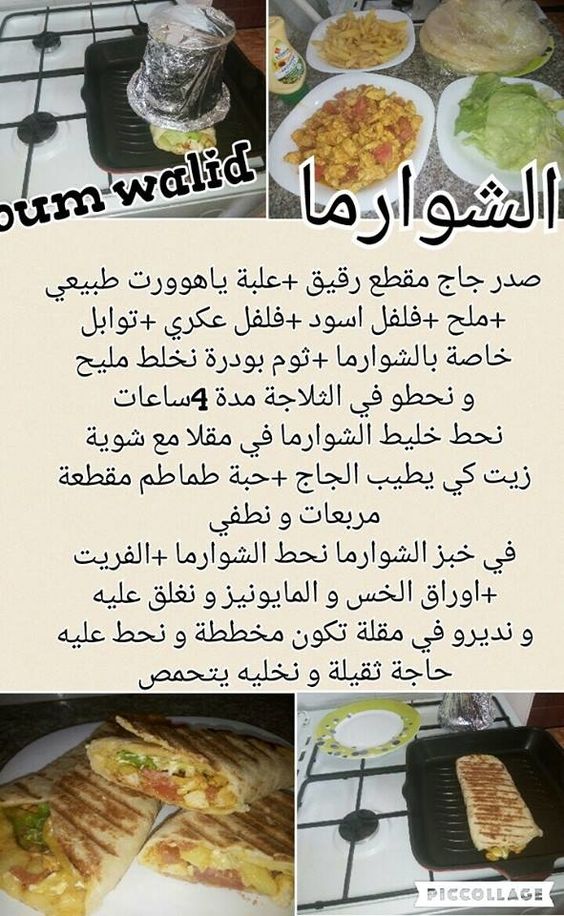 oum walid
الشوارما
صدر جاج مقطع رقيق +علبة ياهوورت طبيعي
+ملح +فلفل اسود +فلفل عكري +توابل
خاصة بالشوارما +ثوم بودرة نخلط مليح
و نحطو في الثلاجة مدة 4ساعات
نحط خليط الشوارما في مقلا مع شوية
زيت كي يطيب الجاج +حبة طماطم مقطعة
مربعات و نطفي
في خبز الشوارما نحط الشوارما +الفريت
+اوراق الخس و المايونيز و نغلق عليه
و نديرو في مقلة تكون مخططة و نحط عليه
حاجة ثقيلة و نخليه يتحمص
PICCOLLAGE